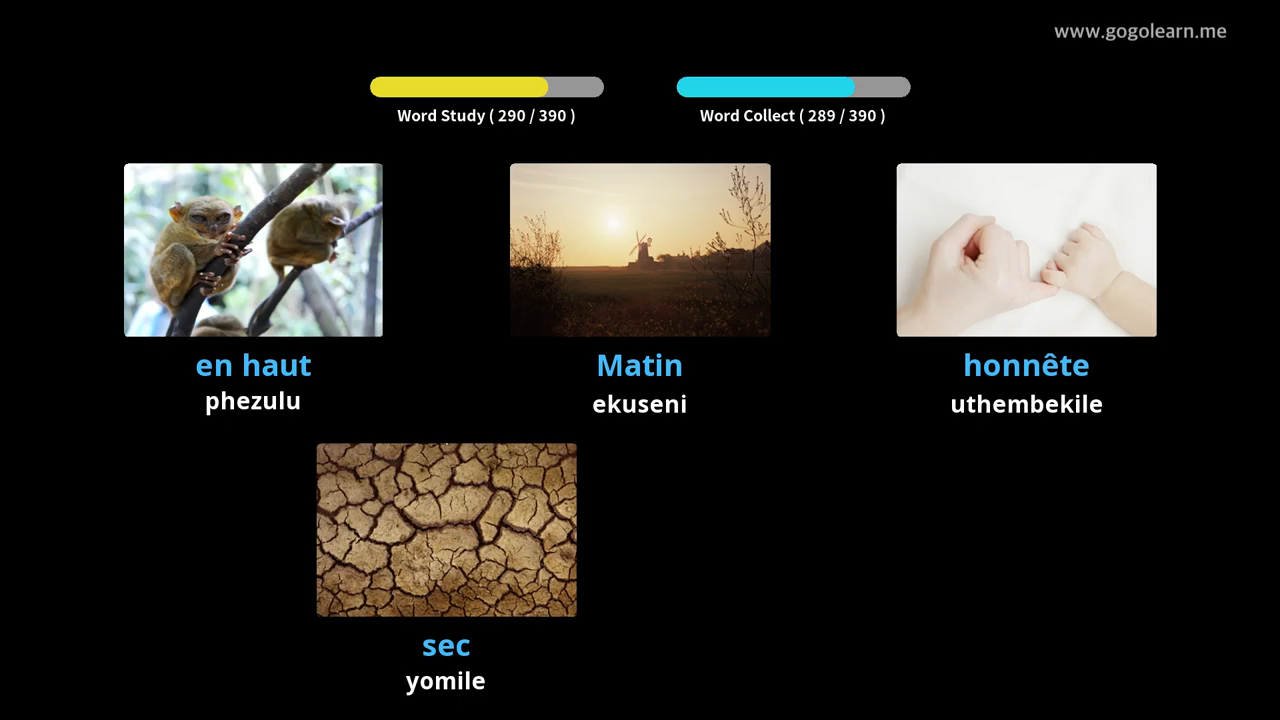 www.gogolearn.me
Word Study ( 290 / 390 )
Word Collect ( 289 / 390 )
en haut
phezulu
Matin
ekuseni
honnête
uthembekile
sec
yomile